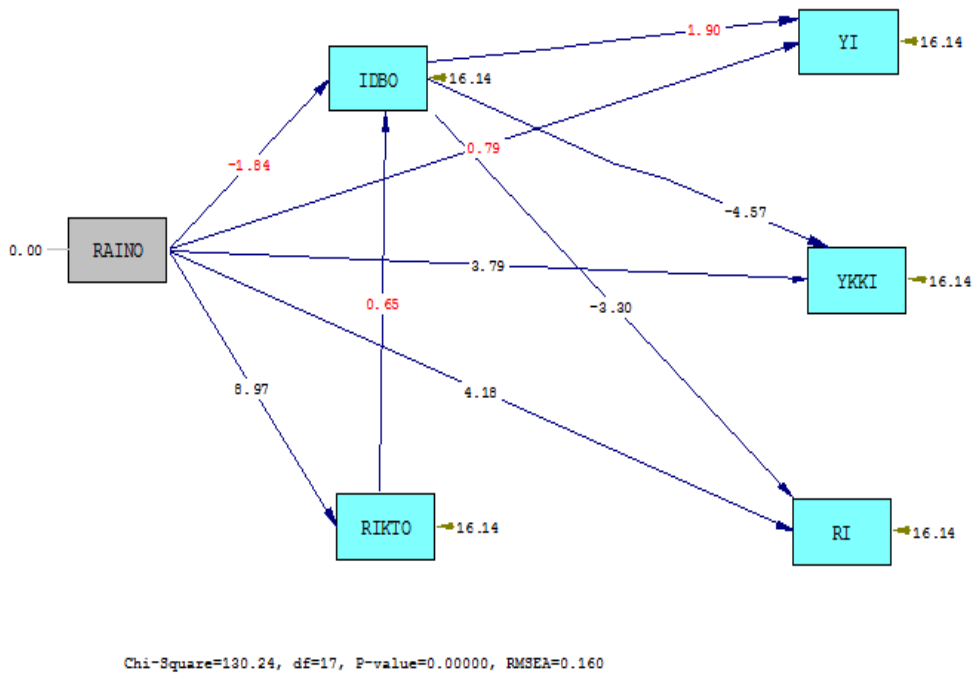 1.90
YI
16.14
IDBO
16.14
0.79
-1.84
-4.57
0.00
RAINO
3.79
YKKI
16.14
0.65
-3.30
8.97
4.18
RIKTO
16.14
RI
16.14
Chi-Square=130.24, df=17, P-value=0.00000, RMSEA=0.160